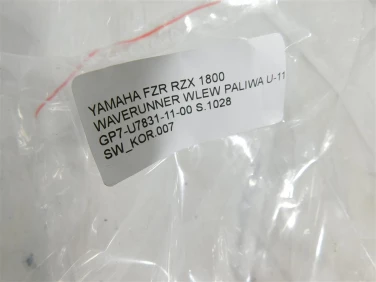 YAMAHA FZR RZX 1800
WAVERUNNER WLEW PALIWA U-11
GP7-U7831-11-00 S.1028
SW_KOR.007